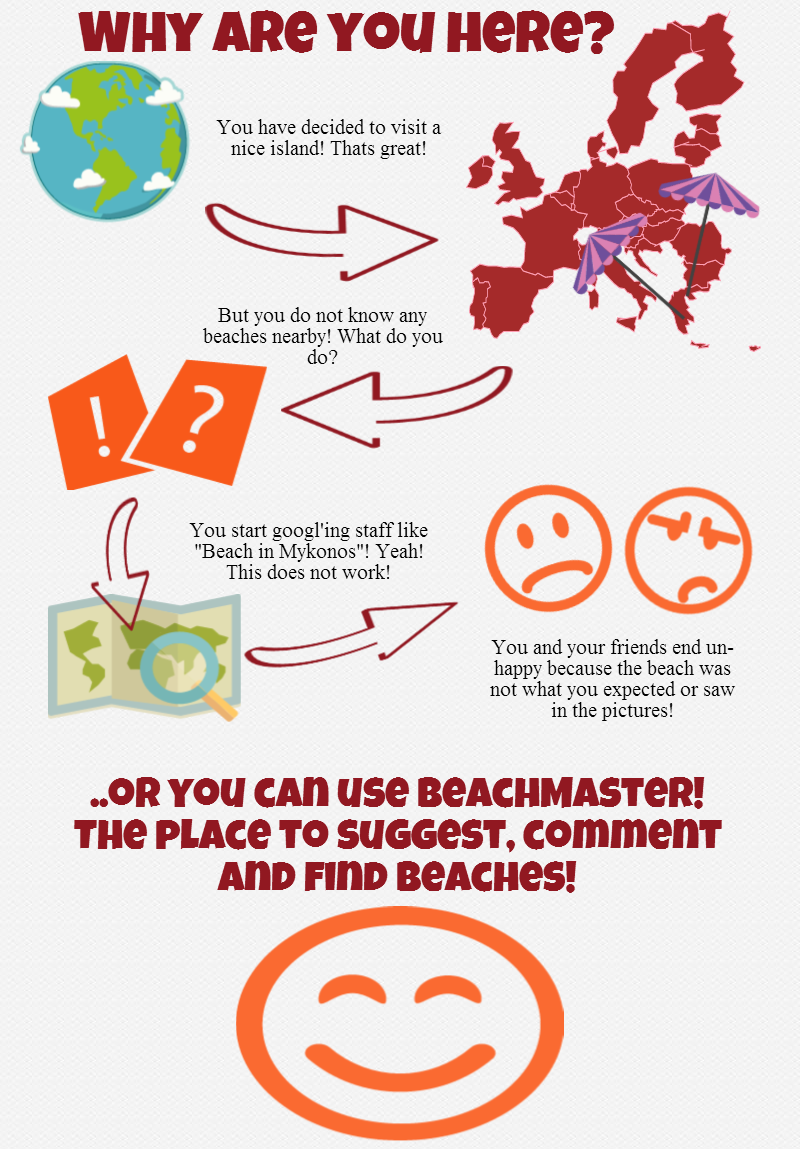 WHY ARE YOU HERE?
You have decided to visit a
nice island! Thats great!
But you do not know any
beaches nearby! What do you
do?
! ?
You start googl'ing staff like
"Beach in Mykonos"! Yeah!
This does not work!
You and your friends end un-
happy because the beach was
not what you expected or saw
in the pictures!
..OR YOU CAN USE BEACHMASTER!
THE PLACE TO SUGGEST, COMMENT
AND FIND BEACHES!